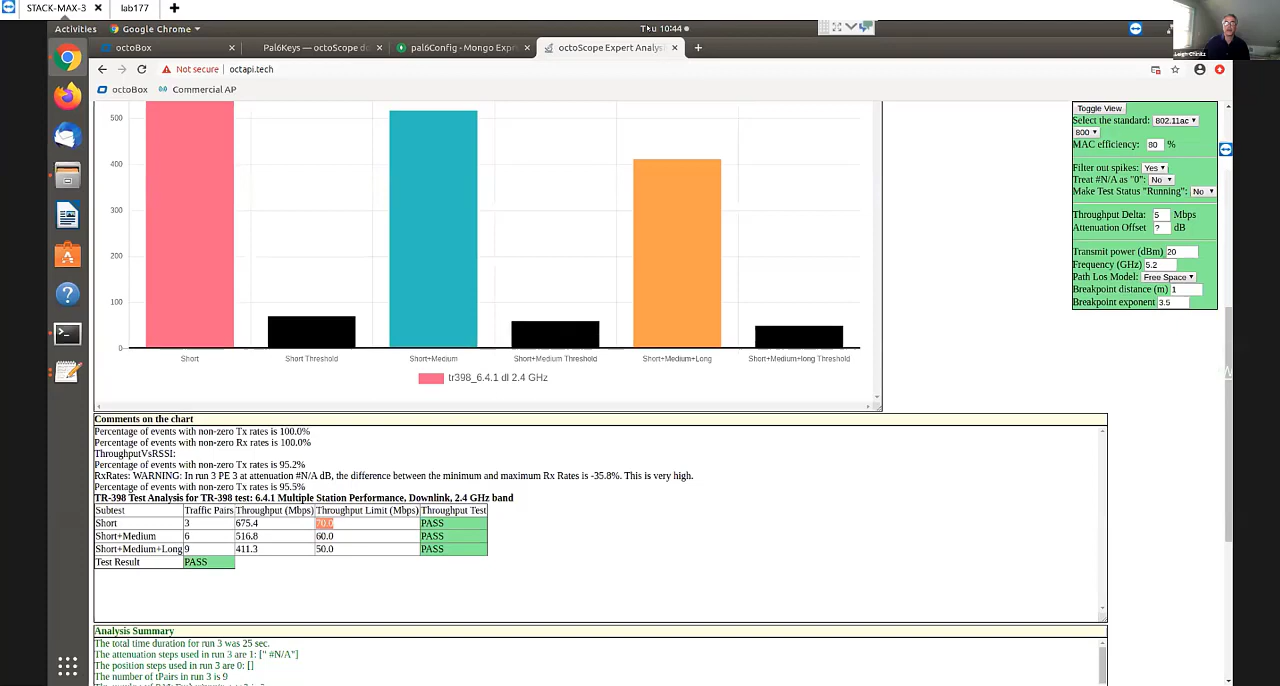 STACK-MAX-3 × lab177 +
Activities Google Chrome ▾ Thu 10:44
octoBox × Pal6Keys — octoScope do × pal6Config - Mongo Expre × octoScope Expert Analys × +
Not secure | octapi.tech
octoBox Commercial AP
500
400
300
200
100
0
Short Short Threshold Short+Medium Short+Medium Threshold Short+Medium+Long Short+Medium+long Threshold
tr398_6.4.1 dl 2.4 GHz
Toggle View
Select the standard: 802.11ac ▾
800 ▾
MAC efficiency: 80 %
Filter out spikes: Yes ▾
Treat #N/A as "0": No ▾
Make Test Status "Running": No ▾
Throughput Delta: 5 Mbps
Attenuation Offset ? dB
Transmit power (dBm) 20
Frequency (GHz) 5.2
Path Los Model: Free Space ▾
Breakpoint distance (m) 1
Breakpoint exponent 3.5
Leigh Chinitz
Comments on the chart
Percentage of events with non-zero Tx rates is 100.0%
Percentage of events with non-zero Rx rates is 100.0%
ThroughputVsRSSI:
Percentage of events with non-zero Tx rates is 95.2%
RxRates: WARNING: In run 3 PE 3 at attenuation #N/A dB, the difference between the minimum and maximum Rx Rates is -35.8%. This is very high.
Percentage of events with non-zero Tx rates is 95.5%
TR-398 Test Analysis for TR-398 test: 6.4.1 Multiple Station Performance, Downlink, 2.4 GHz band
Subtest Traffic Pairs Throughput (Mbps) Throughput Limit (Mbps) Throughput Test
Short 3 675.4 70.0 PASS
Short+Medium 6 516.8 60.0 PASS
Short+Medium+Long 9 411.3 50.0 PASS
Test Result PASS
Analysis Summary
The total time duration for run 3 was 25 sec.
The attenuation steps used in run 3 are 1: [" #N/A"]
The position steps used in run 3 are 0: []
The number of tPairs in run 3 is 9